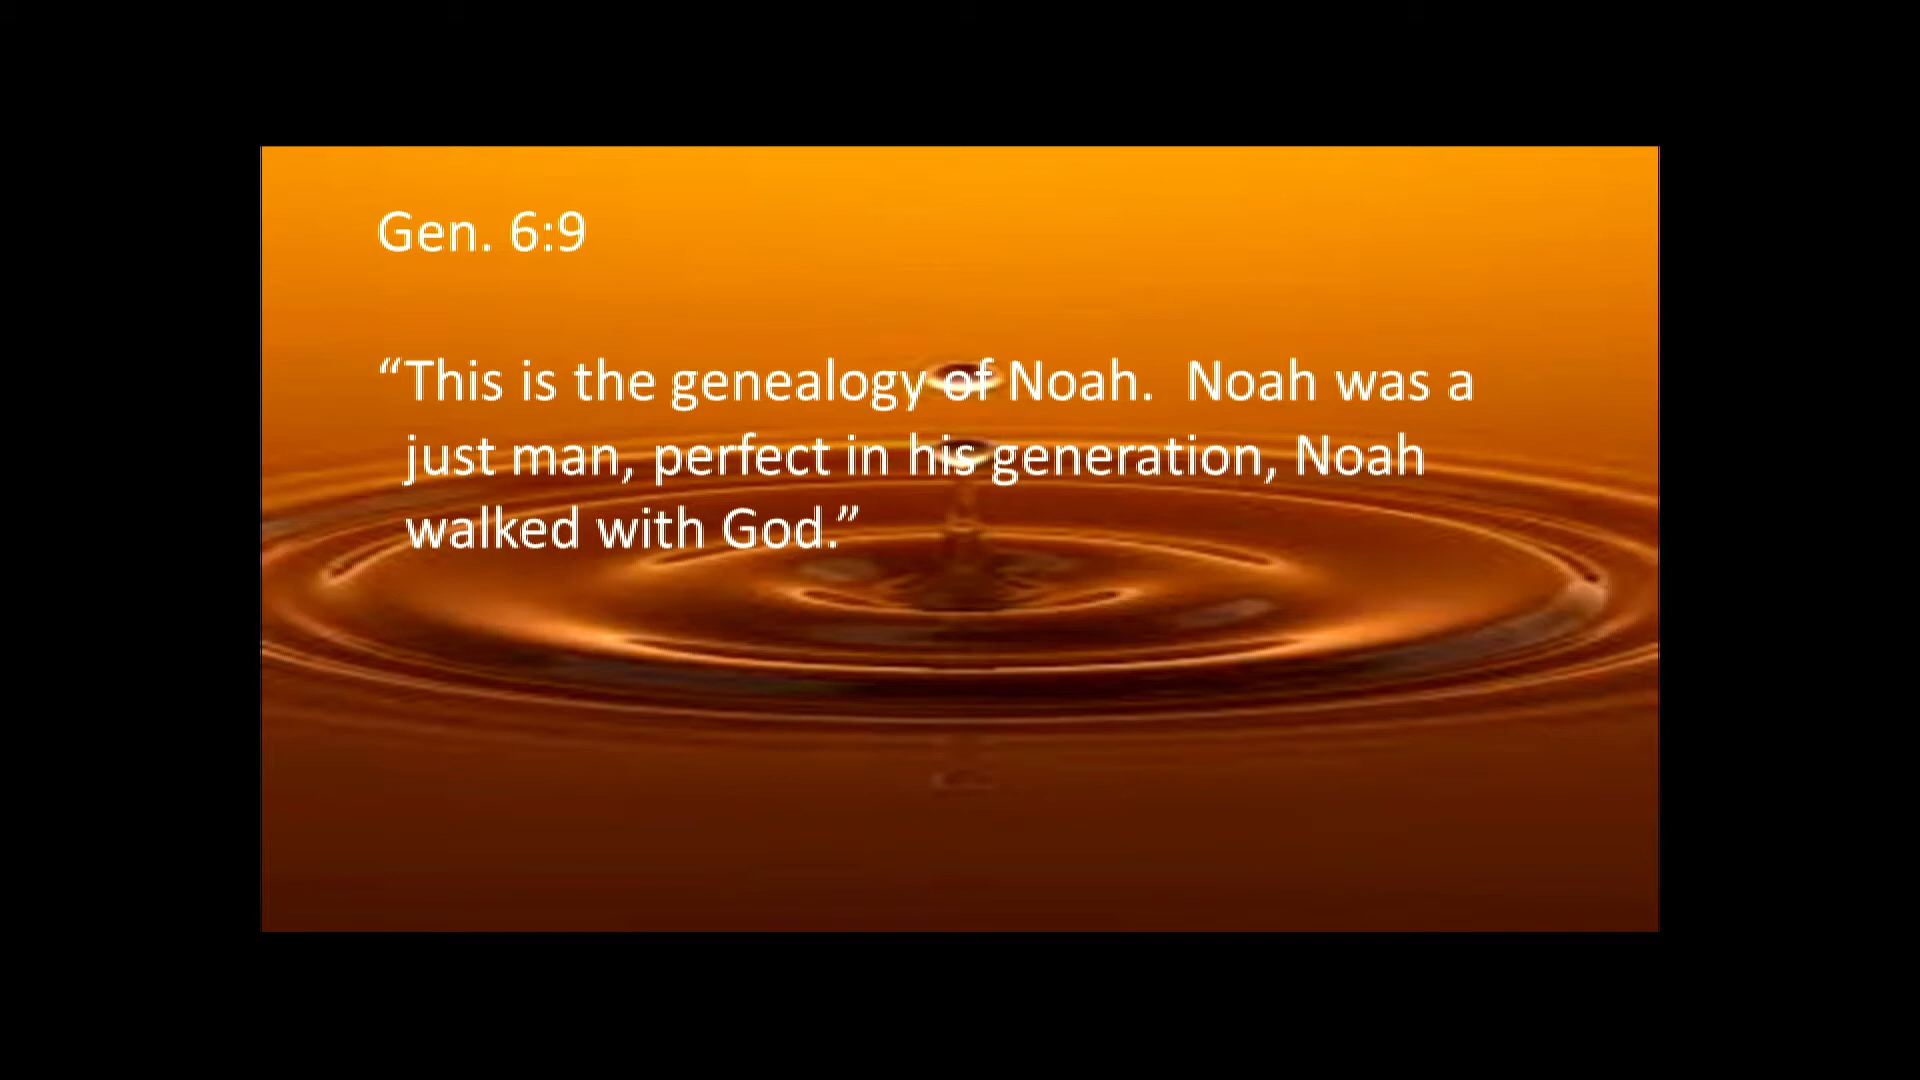 Gen. 6:9
“This is the genealogy of Noah.  Noah was a
just man, perfect in his generation, Noah
walked with God.”